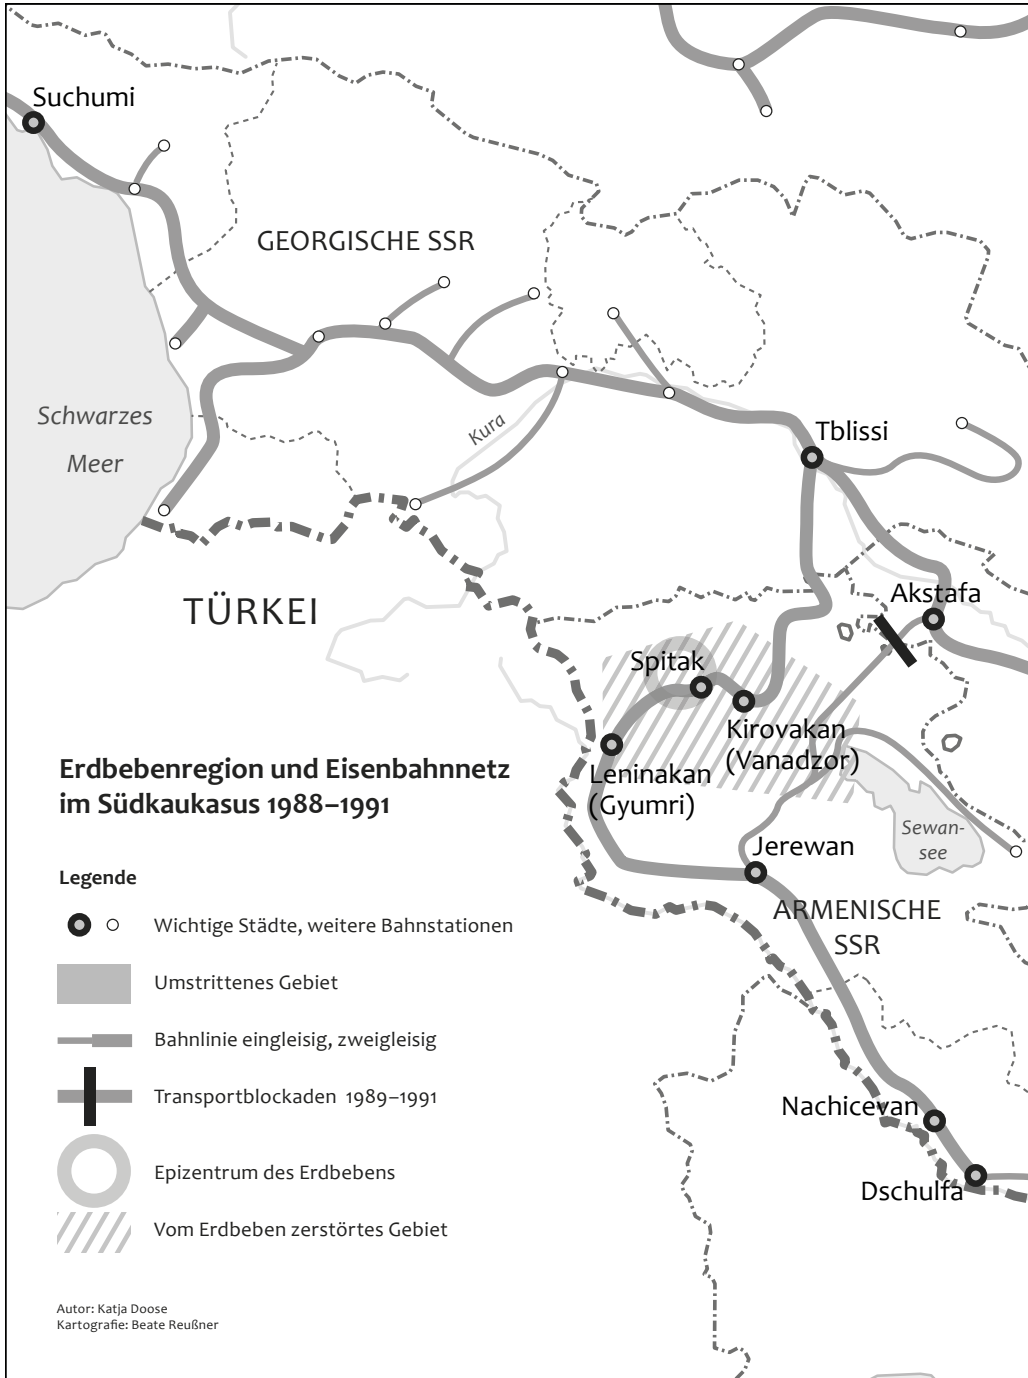 Suchumi
GEORGISCHE SSR
Schwarzes
Meer
Kura
Tblissi
TÜRKEI
Akstafa
Spitak
Kirovakan
(Vanadzor)
Leninakan
(Gyumri)
Sewan-
see
Jerewan
ARMENISCHE
SSR
Nachicevan
Dschulfa
Erdbebenregion und Eisenbahnnetz
im Südkaukasus 1988–1991
Legende
Wichtige Städte, weitere Bahnstationen
Umstrittenes Gebiet
Bahnlinie eingleisig, zweigleisig
Transportblockaden 1989–1991
Epizentrum des Erdbebens
Vom Erdbeben zerstörtes Gebiet
Autor: Katja Doose
Kartografie: Beate Reußner